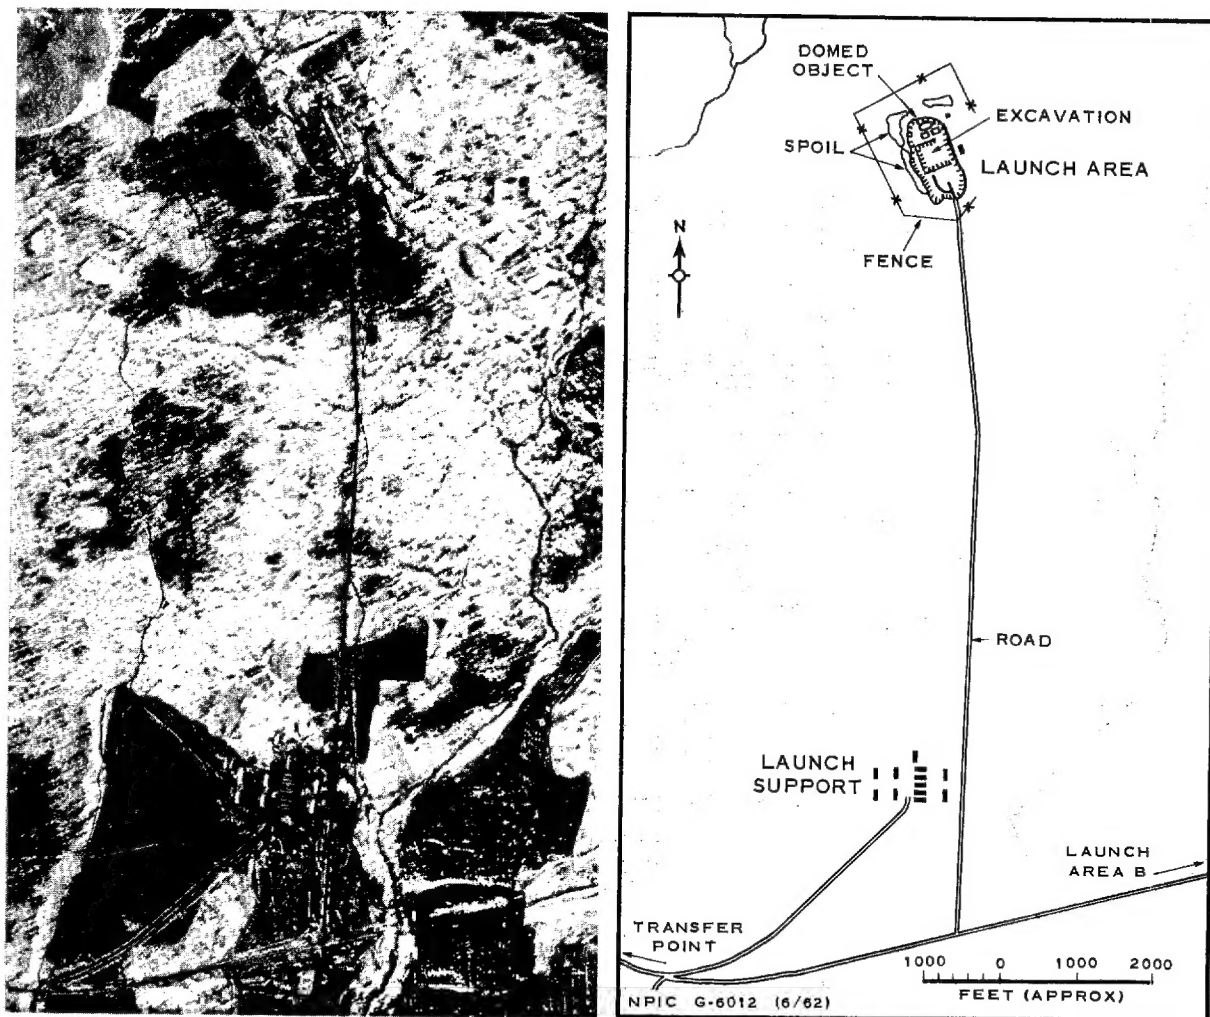 DOMED
OBJECT
EXCAVATION
SPOIL
LAUNCH AREA
N
FENCE
ROAD
LAUNCH
SUPPORT
LAUNCH
AREA B
TRANSFER
POINT
1000 0 1000 2000
FEET (APPROX)
NPIC G-6012 (6/62)